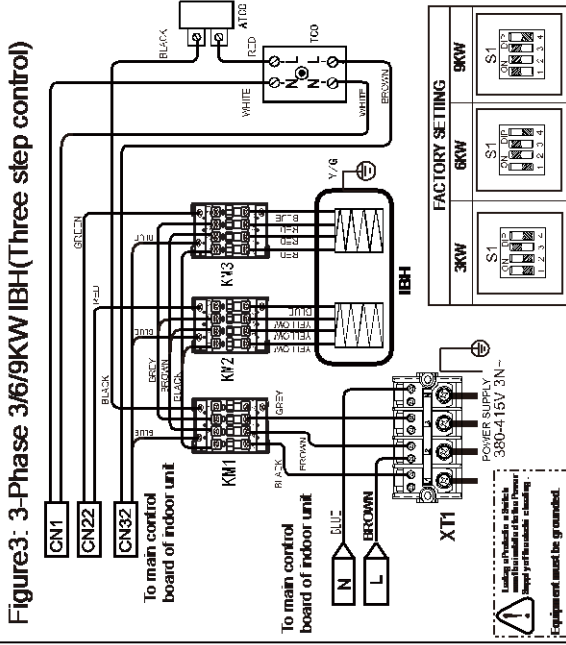 Figure3: 3-Phase 3/6/9KW IBH(Three step control)
CN1
CN22
CN32
To main control
board of indoor unit
GREEN
RED
BLACK
BLUE
BLACK
ATCO
RED
TCO
WHITE
WHITE
BROWN
L
N
L
N
KM1
KM2
KM3
GREY
BROWN
BLACK
BLUE
BLUE
YELLOW
YELLOW
YELLOW
BLUE
RED
RED
RED
BLUE
Y/G
IBH
To main control
board of indoor unit
N
L
BLUE
BROWN
BLACK
BROWN
GREY
XT1
POWER SUPPLY
380-415V 3N~
Equipment must be grounded.
FACTORY SETTING
3KW
6KW
9KW
S1
ON DIP
1 2 3 4
S1
ON DIP
1 2 3 4
S1
ON DIP
1 2 3 4